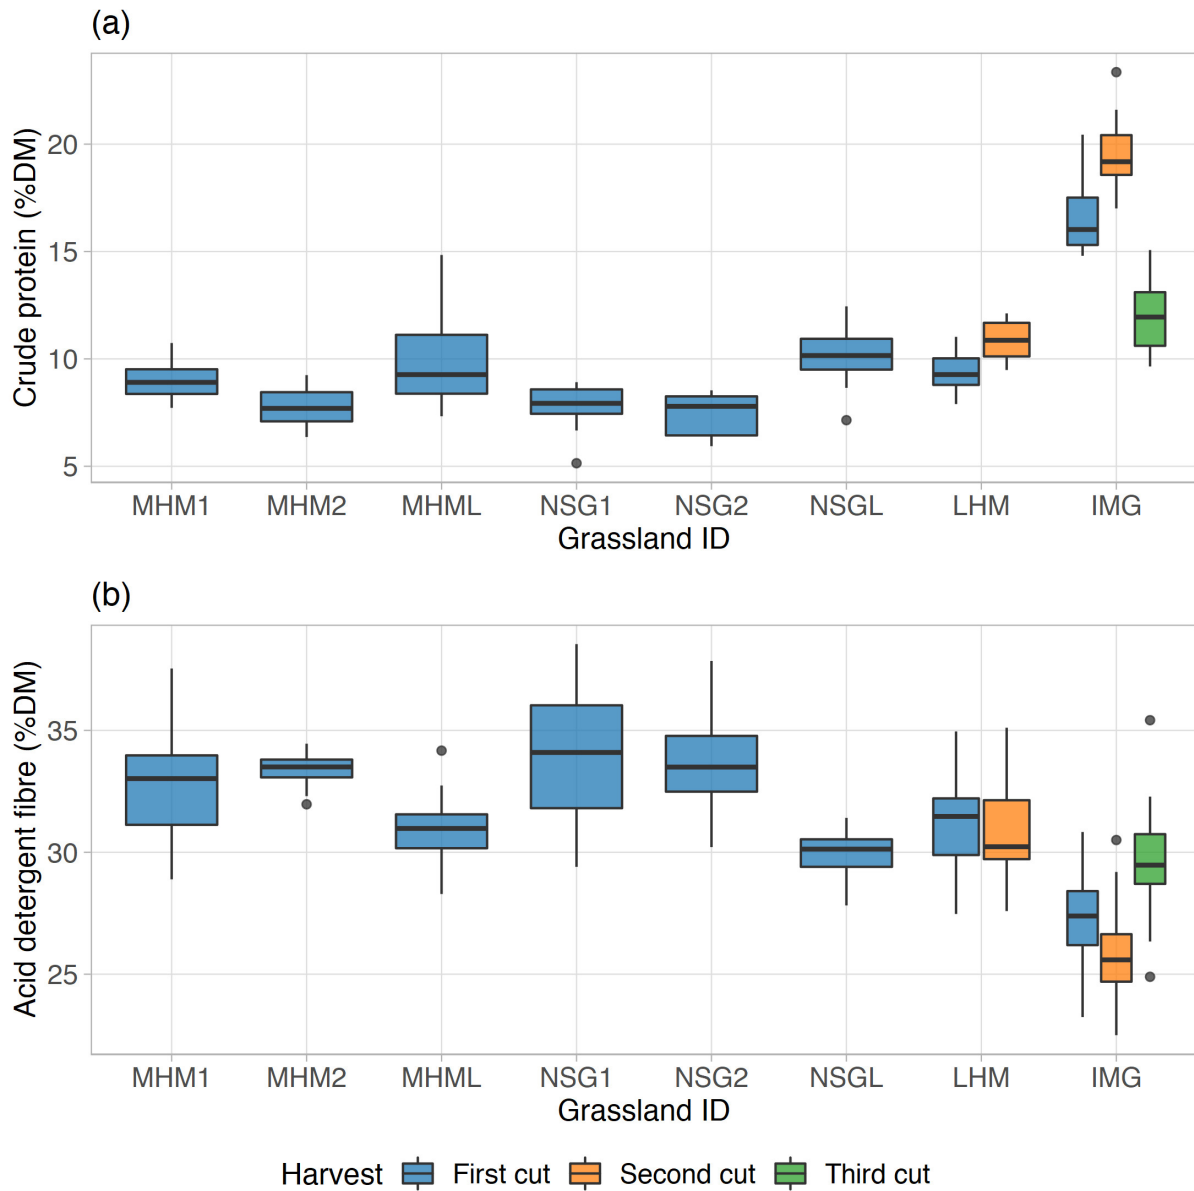 (a)
Crude protein (%DM)
20
15
10
5
MHM1 MHM2 MHML NSG1 NSG2 NSGL LHM IMG
Grassland ID
(b)
Acid detergent fibre (%DM)
35
30
25
MHM1 MHM2 MHML NSG1 NSG2 NSGL LHM IMG
Grassland ID
Harvest First cut Second cut Third cut